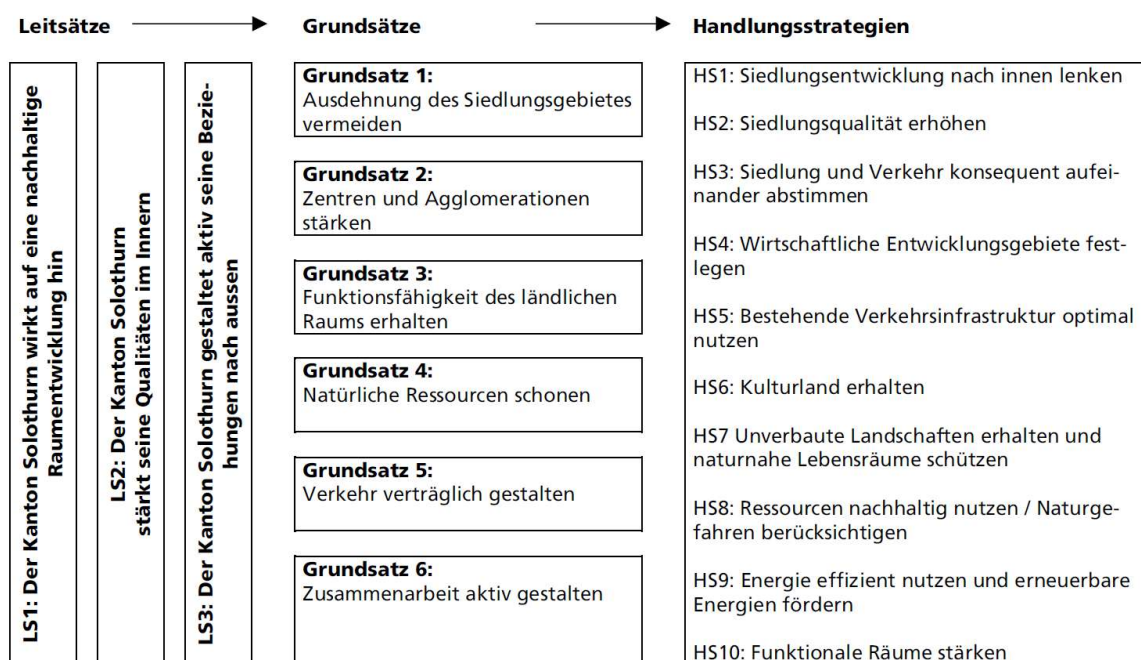 Leitsätze
Grundsätze
Handlungsstrategien
LS1: Der Kanton Solothurn wirkt auf eine nachhaltige
Raumentwicklung hin
LS2: Der Kanton Solothurn
stärkt seine Qualitäten im Innern
LS3: Der Kanton Solothurn gestaltet aktiv seine Bezie-
hungen nach aussen
Grundsatz 1:
Ausdehnung des Siedlungsgebietes
vermeiden
Grundsatz 2:
Zentren und Agglomerationen
stärken
Grundsatz 3:
Funktionsfähigkeit des ländlichen
Raums erhalten
Grundsatz 4:
Natürliche Ressourcen schonen
Grundsatz 5:
Verkehr verträglich gestalten
Grundsatz 6:
Zusammenarbeit aktiv gestalten
HS1: Siedlungsentwicklung nach innen lenken
HS2: Siedlungsqualität erhöhen
HS3: Siedlung und Verkehr konsequent aufei-
nander abstimmen
HS4: Wirtschaftliche Entwicklungsgebiete fest-
legen
HS5: Bestehende Verkehrsinfrastruktur optimal
nutzen
HS6: Kulturland erhalten
HS7 Unverbaute Landschaften erhalten und
naturnahe Lebensräume schützen
HS8: Ressourcen nachhaltig nutzen / Naturge-
fahren berücksichtigen
HS9: Energie effizient nutzen und erneuerbare
Energien fördern
HS10: Funktionale Räume stärken